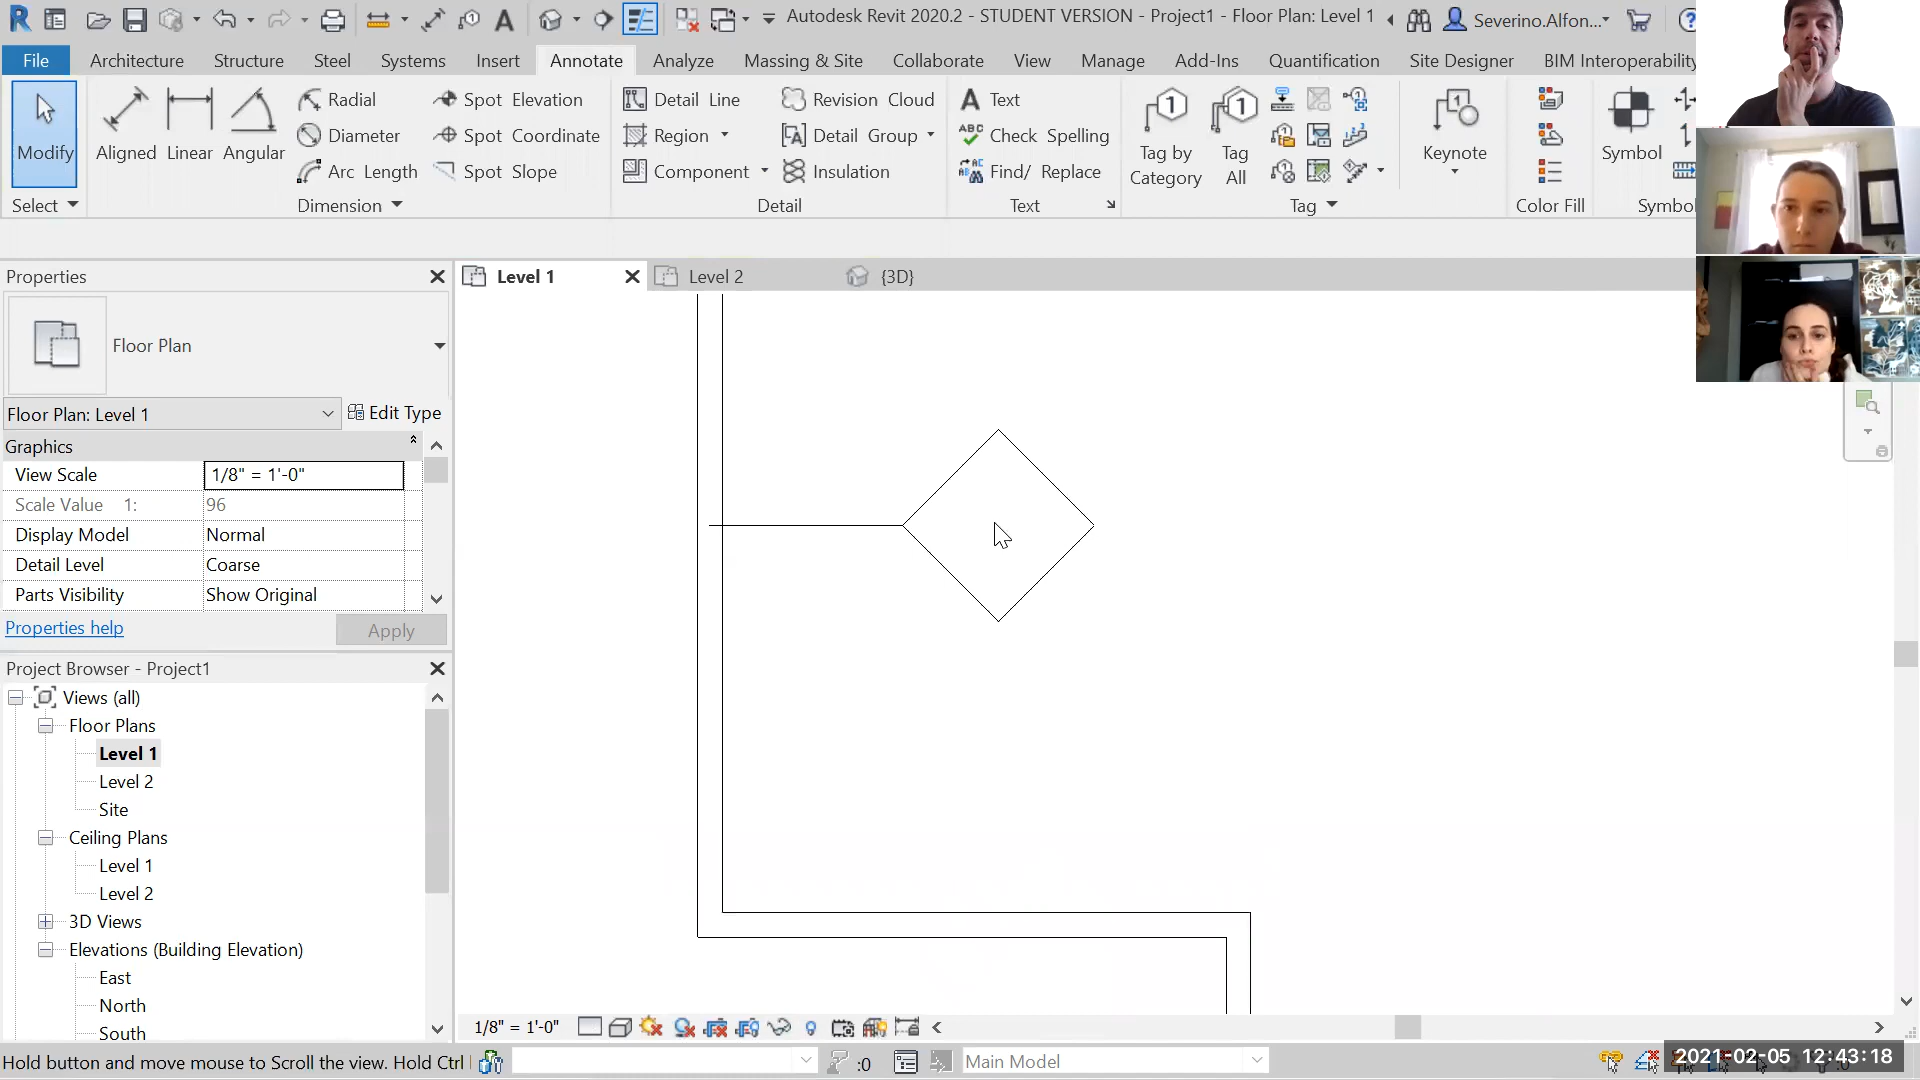 Autodesk Revit 2020.2 - STUDENT VERSION - Project1 - Floor Plan: Level 1
Severino.Alfon...
File Architecture Structure Steel Systems Insert Annotate Analyze Massing & Site Collaborate View Manage Add-Ins Quantification Site Designer BIM Interoperability
Modify
Select
Aligned
Linear
Angular
Radial
Diameter
Arc Length
Spot Elevation
Spot Coordinate
Spot Slope
Dimension
Detail Line
Region
Component
Revision Cloud
Detail Group
Insulation
Detail
Text
Check Spelling
Find/ Replace
Text
Tag by
Category
Tag
All
Tag
Keynote
Color Fill
Symbol
Symbol
Properties
Floor Plan
Floor Plan: Level 1
Edit Type
Graphics
View Scale 1/8" = 1'-0"
Scale Value 1: 96
Display Model Normal
Detail Level Coarse
Parts Visibility Show Original
Properties help
Apply
Project Browser - Project1
Views (all)
Floor Plans
Level 1
Level 2
Site
Ceiling Plans
Level 1
Level 2
3D Views
Elevations (Building Elevation)
East
North
South
Level 1
Level 2
{3D}
1/8" = 1'-0"
Hold button and move mouse to Scroll the view. Hold Ctrl
:0
Main Model
2021-02-05 12:43:18